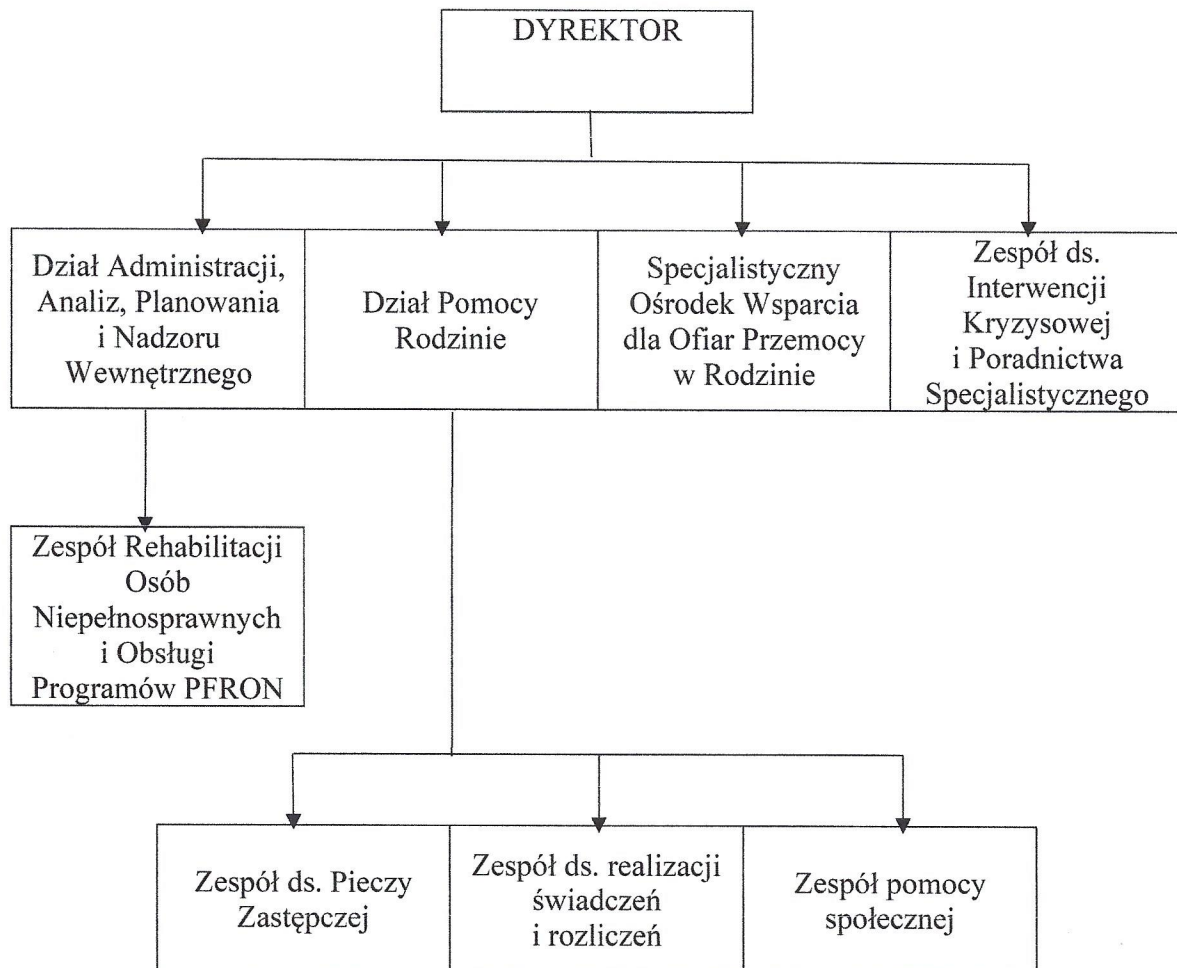 DYREKTOR
Dział Administracji,
Analiz, Planowania
i Nadzoru
Wewnętrznego
Dział Pomocy
Rodzinie
Specjalistyczny
Ośrodek Wsparcia
dla Ofiar Przemocy
w Rodzinie
Zespół ds.
Interwencji
Kryzysowej
i Poradnictwa
Specjalistycznego
Zespół Rehabilitacji
Osób
Niepełnosprawnych
i Obsługi
Programów PFRON
Zespół ds. Pieczy
Zastępczej
Zespół ds. realizacji
świadczeń
i rozliczeń
Zespół pomocy
społecznej